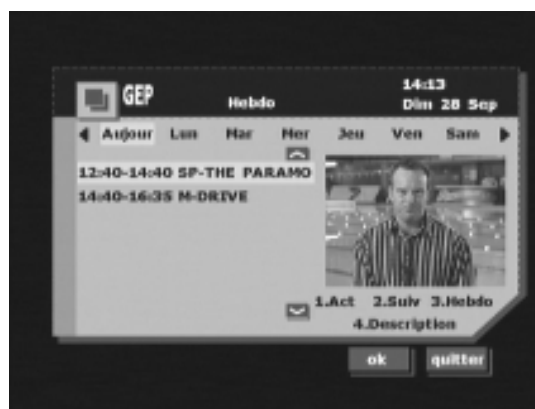 GEP
Hebdo
14:13
Dim 28 Sep
Aujour Lun Mar Mer Jeu Ven Sam
12:40-14:40 SP-THE PARAMO
14:40-16:35 M-DRIVE
1.Act 2.Suiv 3.Hebdo
4.Description
ok quitter